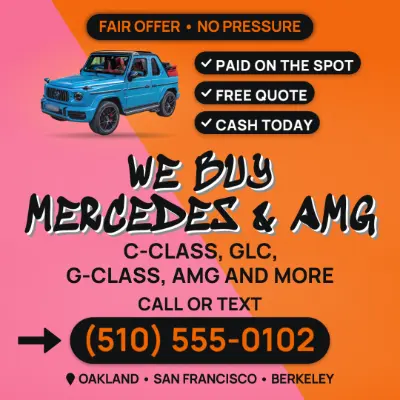 FAIR OFFER • NO PRESSURE
PAID ON THE SPOT
FREE QUOTE
CASH TODAY
WE BUY
MERCEDES & AMG
C-CLASS, GLC,
G-CLASS, AMG AND MORE
CALL OR TEXT
(510) 555-0102
OAKLAND • SAN FRANCISCO • BERKELEY